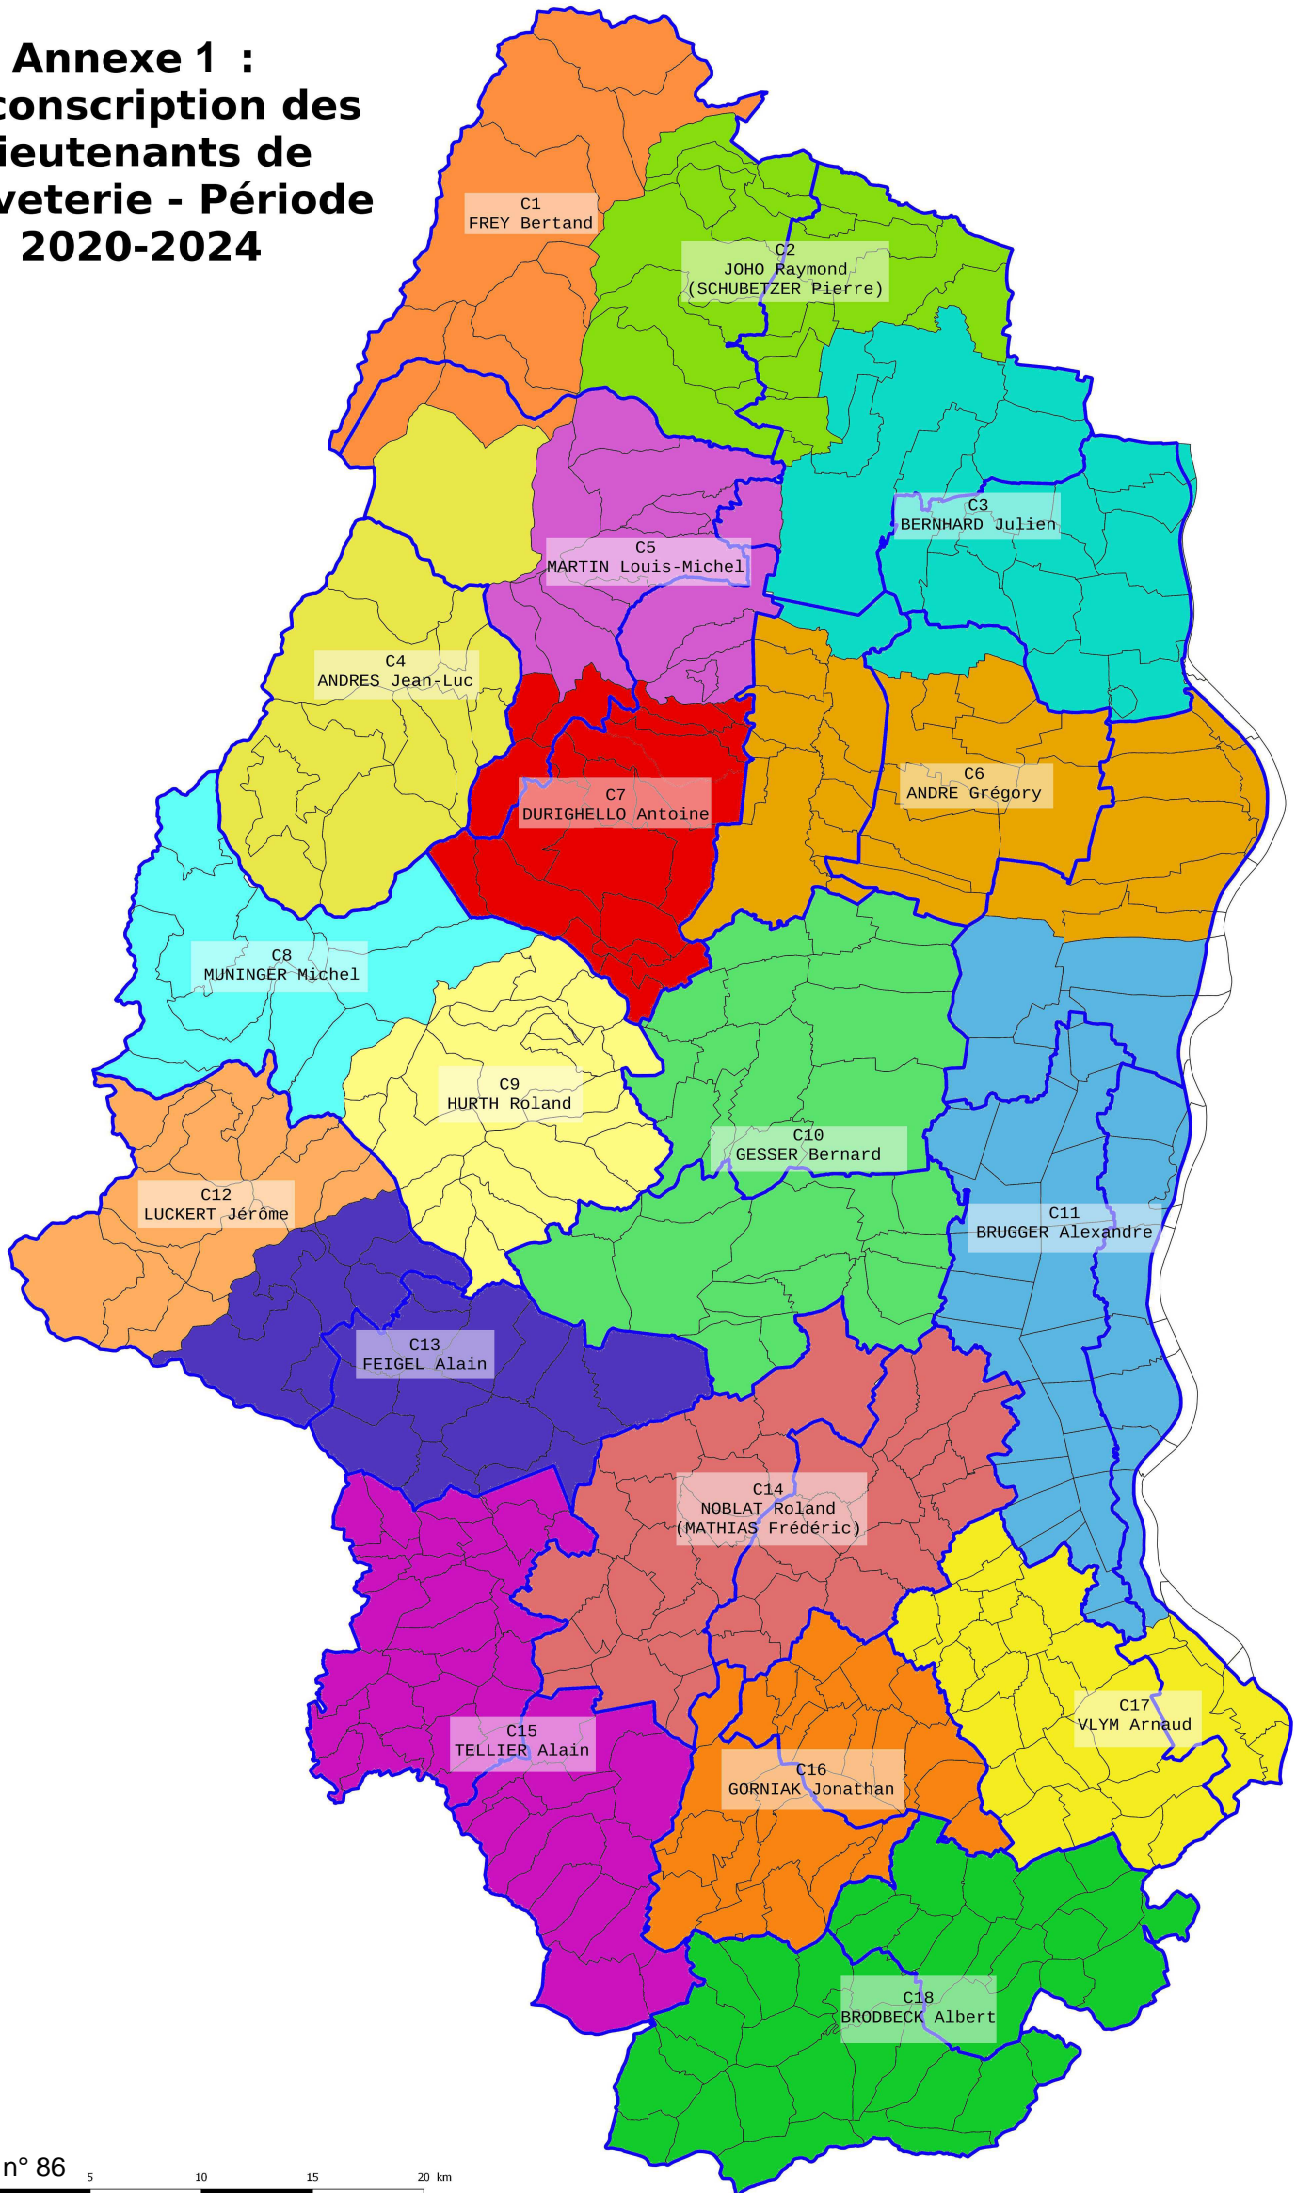 Annexe 1 :
conscription des
ieutenants de
veterie - Période
2020-2024
C1
FREY Bertand
C2
JOHO Raymond
(SCHUBETZER Pierre)
C3
BERNHARD Julien
C5
MARTIN Louis-Michel
C4
ANDRES Jean-Luc
C6
ANDRE Grégory
C7
DURIGHELLO Antoine
C8
MUNINGER Michel
C9
HURTH Roland
C10
GESSER Bernard
C12
LUCKERT Jérôme
C11
BRUGGER Alexandre
C13
FEIGEL Alain
C14
NOBLAT Roland
(MATHIAS Frédéric)
C17
VLYM Arnaud
C15
TELLIER Alain
C16
GORNIAK Jonathan
C18
BRODBECK Albert
n° 86
5 10 15 20 km